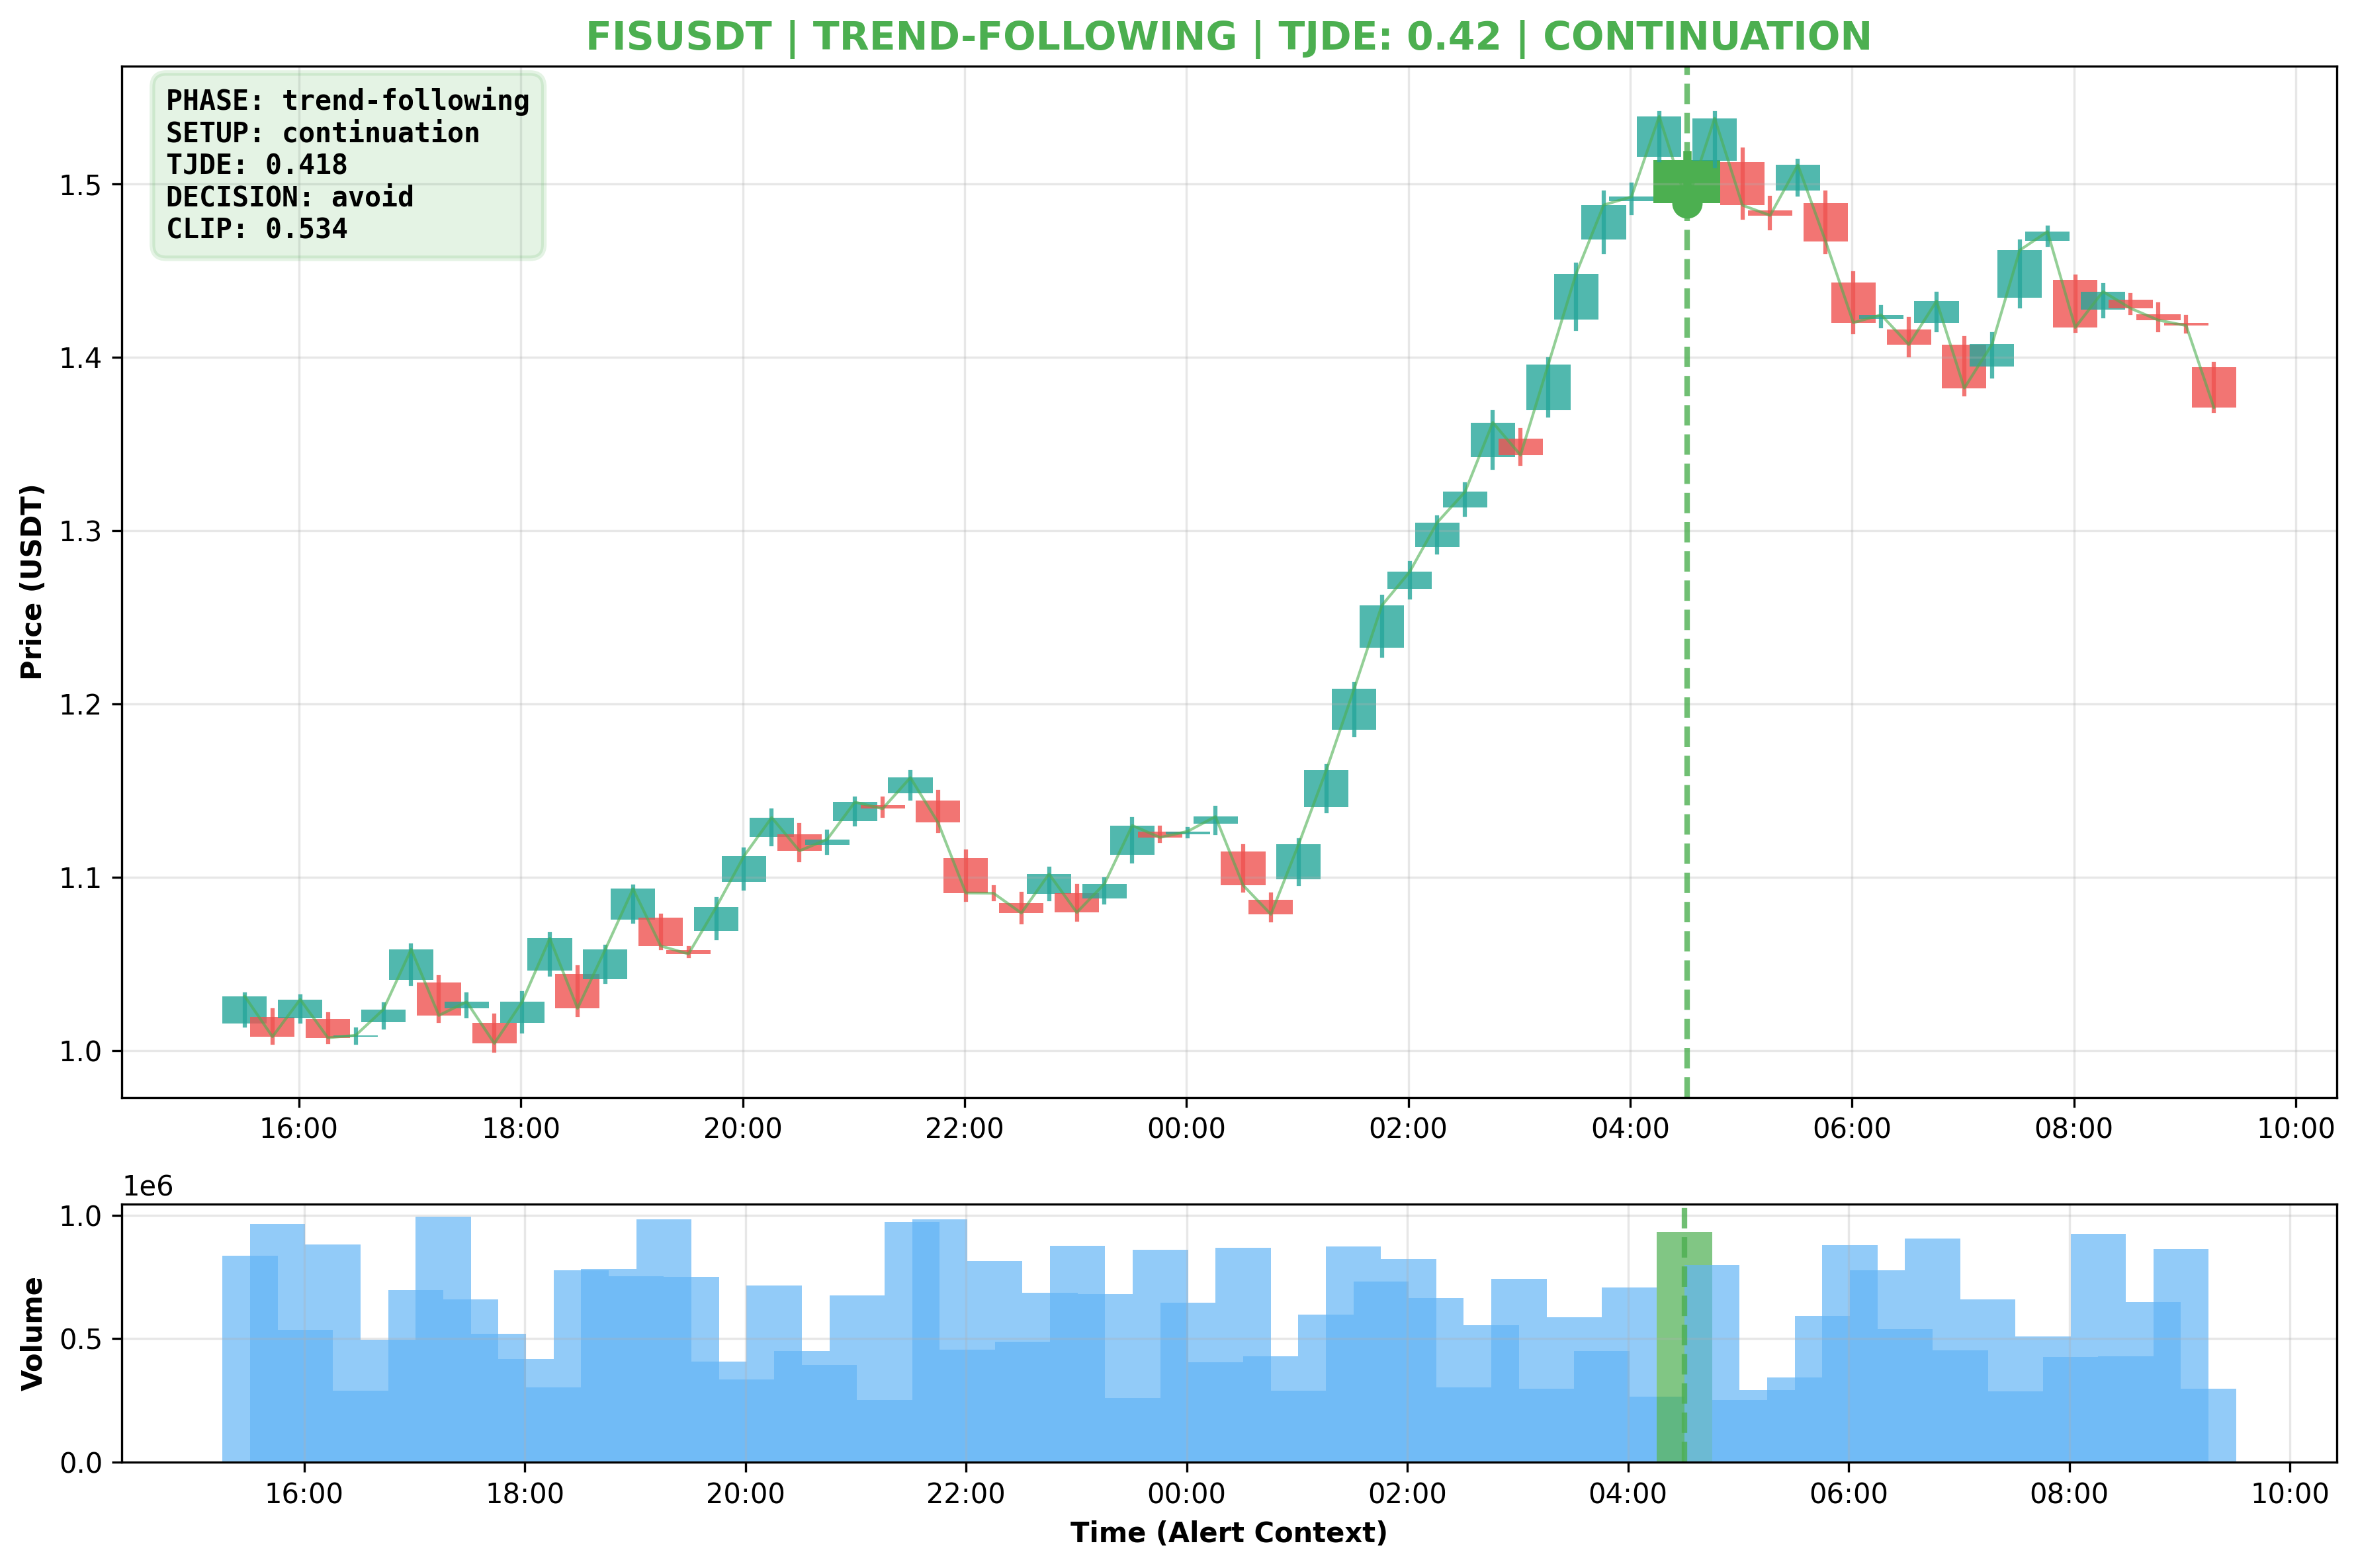 FISUSDT | TREND-FOLLOWING | TJDE: 0.42 | CONTINUATION
PHASE: trend-following
SETUP: continuation
TJDE: 0.418
DECISION: avoid
CLIP: 0.534
Price (USDT)
1.5
1.4
1.3
1.2
1.1
1.0
16:00 18:00 20:00 22:00 00:00 02:00 04:00 06:00 08:00 10:00
1e6
Volume
1.0
0.5
0.0
16:00 18:00 20:00 22:00 00:00 02:00 04:00 06:00 08:00 10:00
Time (Alert Context)